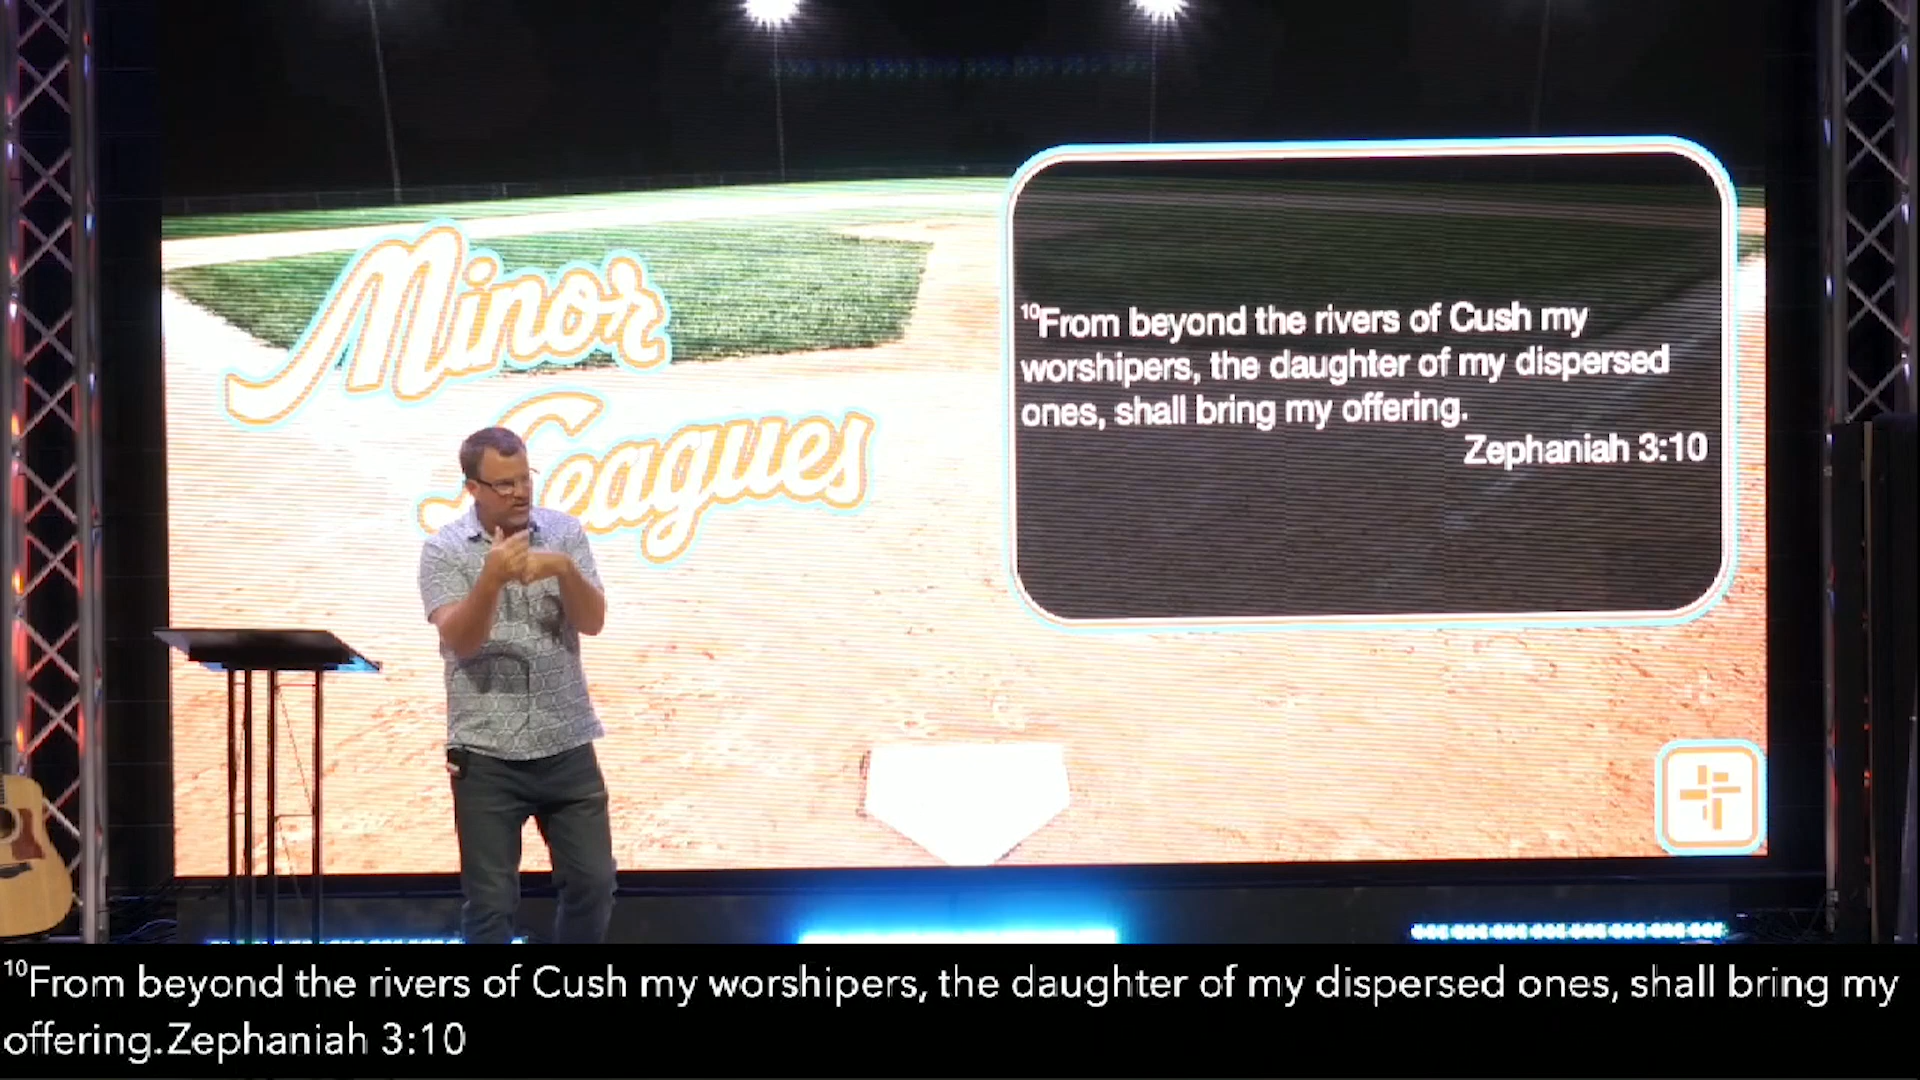 Minor
Leagues
¹⁰From beyond the rivers of Cush my
worshipers, the daughter of my dispersed
ones, shall bring my offering.
Zephaniah 3:10
¹⁰From beyond the rivers of Cush my worshipers, the daughter of my dispersed ones, shall bring my
offering.Zephaniah 3:10